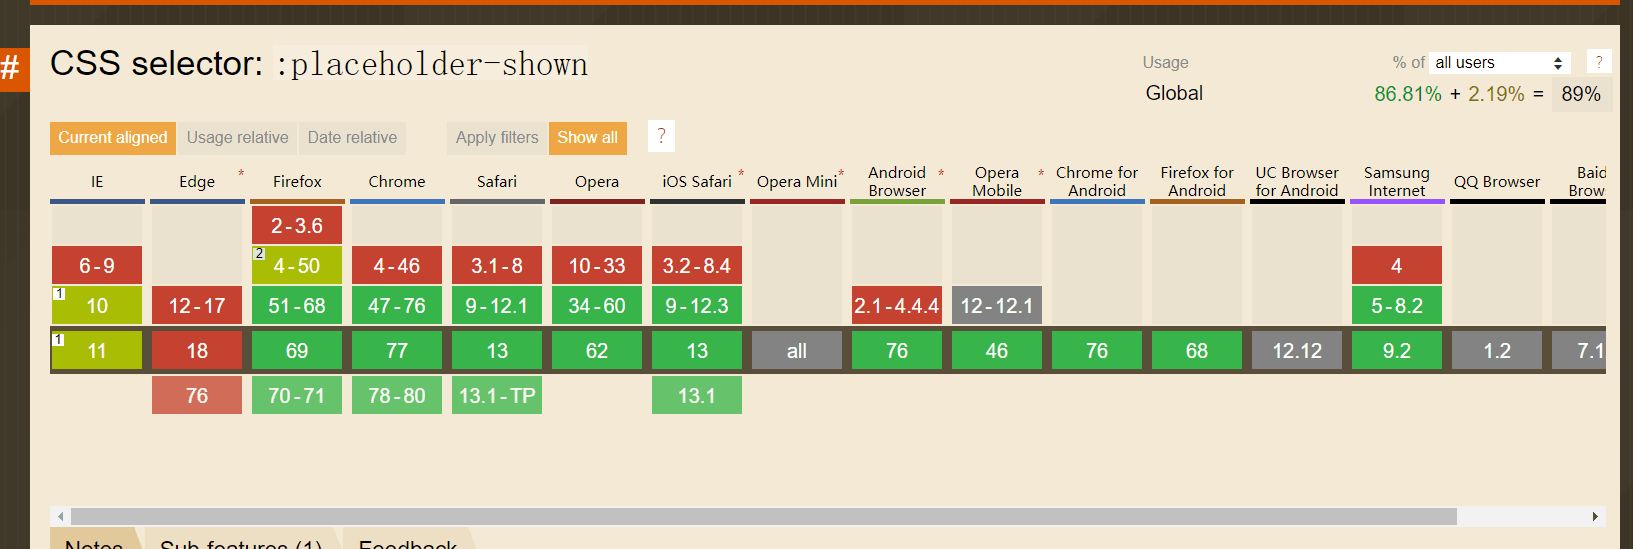 #
CSS selector: :placeholder-shown
Usage % of all users ?
Global 86.81% + 2.19% = 89%
Current aligned Usage relative Date relative Apply filters Show all ?
IE Edge * Firefox Chrome Safari Opera iOS Safari * Opera Mini * Android Browser * Opera Mobile * Chrome for Android Firefox for Android UC Browser for Android Samsung Internet QQ Browser Baid Brows
2-3.6
6-9 2 4-50 4-46 3.1-8 10-33 3.2-8.4 4
1 10 12-17 51-68 47-76 9-12.1 34-60 9-12.3 2.1-4.4.4 12-12.1 5-8.2
1 11 18 69 77 13 62 13 all 76 46 76 68 12.12 9.2 1.2 7.1
76 70-71 78-80 13.1-TP 13.1
Notes Sub-features (1) Feedback